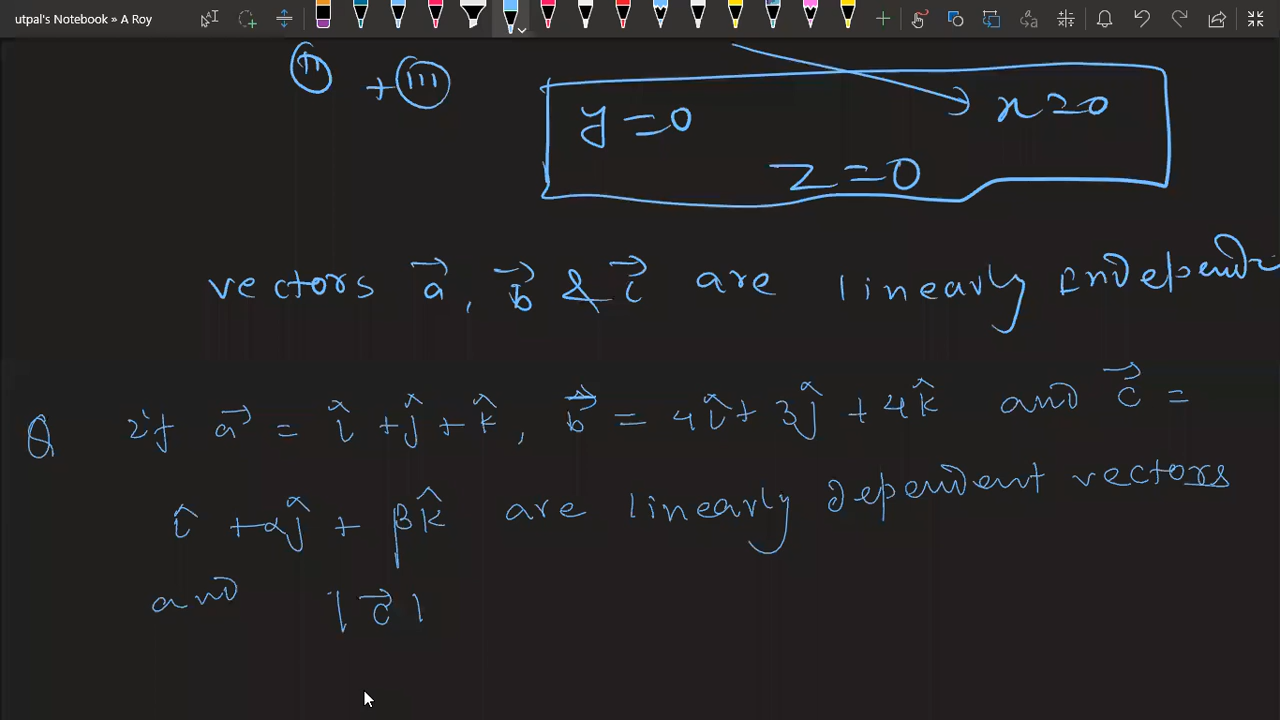 utpal's Notebook » A Roy
II + III
y = 0 x = 0
z = 0
vectors a⃗, b⃗ & c⃗ are linearly Independ
Q if a⃗ = î + ĵ + k̂, b⃗ = 4î + 3ĵ + 4k̂ and c⃗ =
î + αĵ + βk̂ are linearly dependent vectors
and |c⃗|